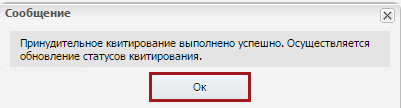 Сообщение
Принудительное квитирование выполнено успешно. Осуществляется
обновление статусов квитирования.
Ок